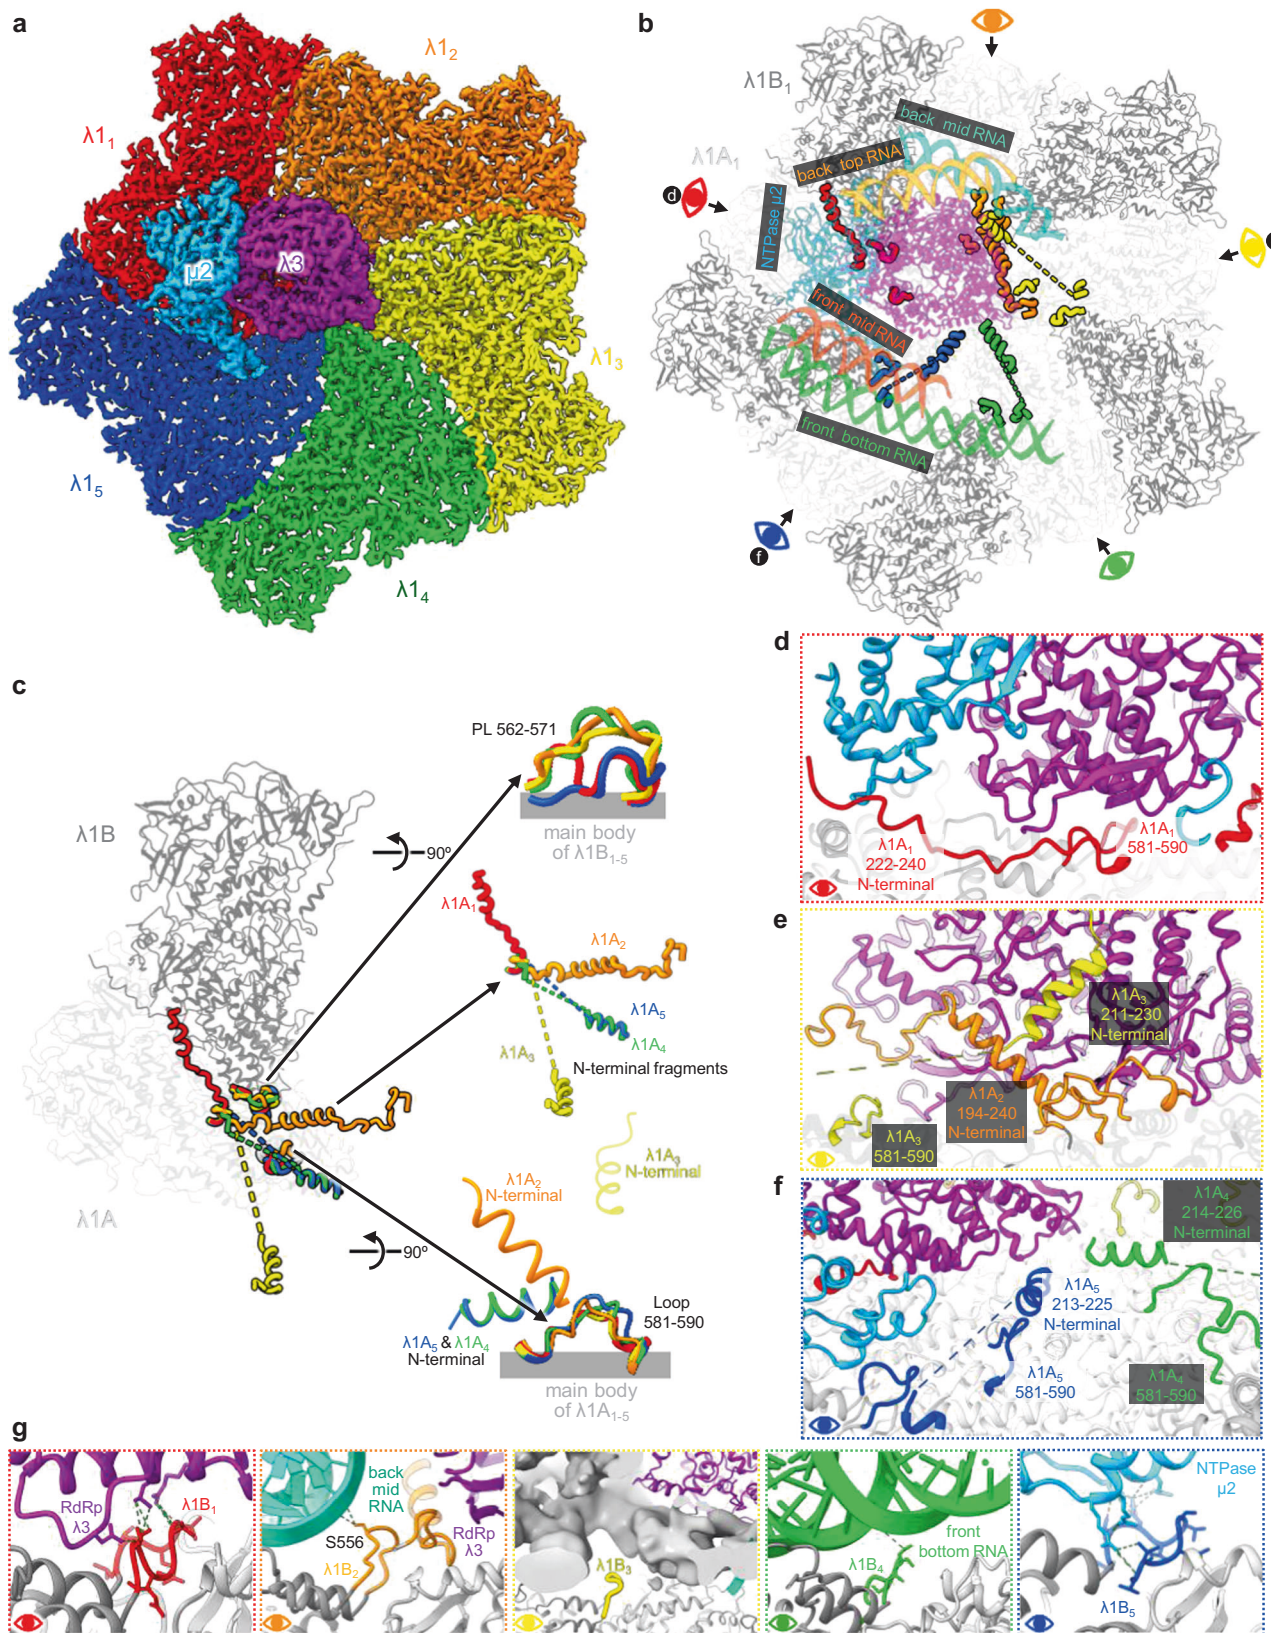 a
λ1₂
λ1₁
μ2
λ3
λ1₃
λ1₅
λ1₄
b
λ1B₁
back mid RNA
back top RNA
λ1A₁
d
NTPase μ2
front mid RNA
front bottom RNA
f
c
PL 562-571
λ1B
90º
main body
of λ1B₁₋₅
λ1A₁
λ1A₂
λ1A₅
λ1A₄
λ1A₃
N-terminal fragments
λ1A₃
N-terminal
λ1A₂
N-terminal
λ1A
90º
Loop
581-590
λ1A₅ & λ1A₄
N-terminal
main body
of λ1A₁₋₅
d
λ1A₁
222-240
N-terminal
λ1A₁
581-590
e
λ1A₃
211-230
N-terminal
λ1A₂
194-240
N-terminal
λ1A₃
581-590
f
λ1A₄
214-226
N-terminal
λ1A₅
213-225
N-terminal
λ1A₅
581-590
λ1A₄
581-590
g
RdRp
λ3
λ1B₁
back
mid
RNA
S556
λ1B₂
RdRp
λ3
λ1B₃
front
bottom RNA
λ1B₄
NTPase
μ2
λ1B₅